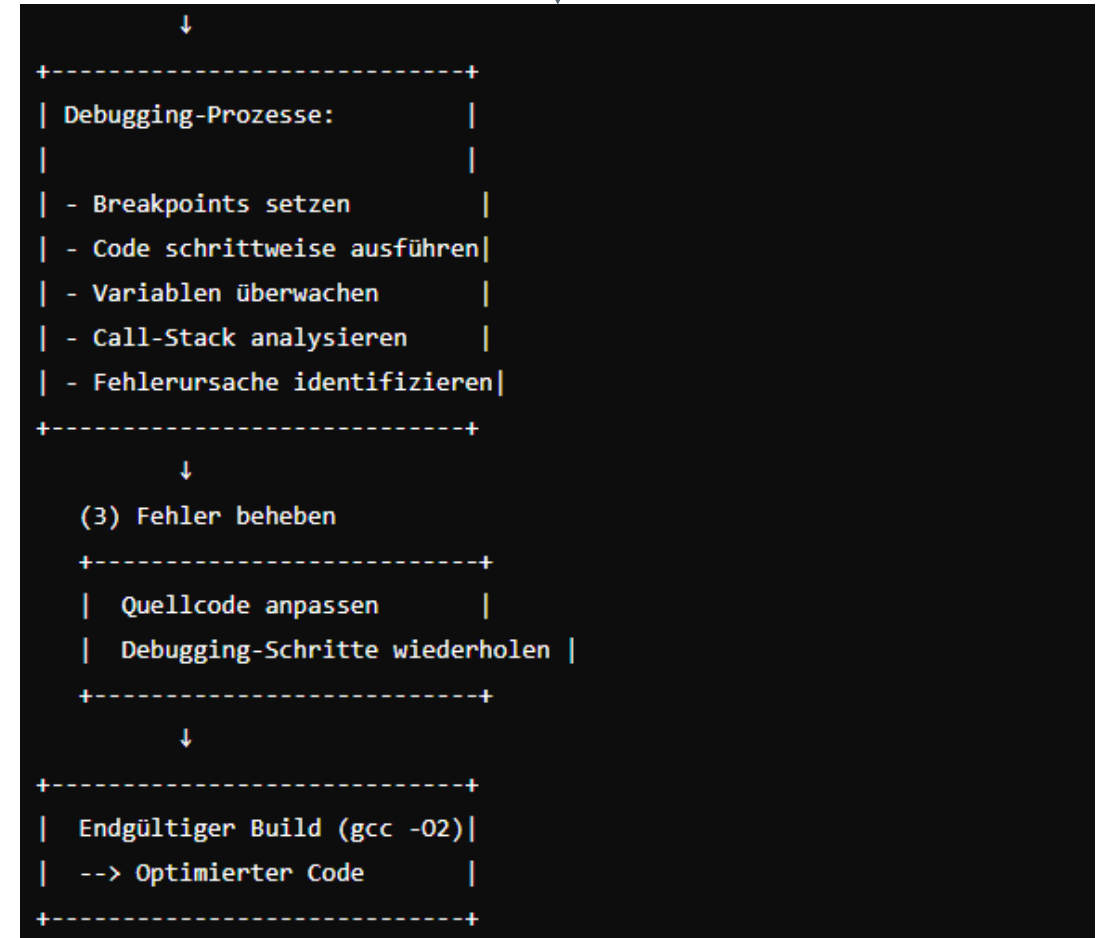 ↓
+-----------------------------+
| Debugging-Prozesse:         |
|                             |
| - Breakpoints setzen         |
| - Code schrittweise ausführen|
| - Variablen überwachen       |
| - Call-Stack analysieren     |
| - Fehlerursache identifizieren|
+-----------------------------+
↓
(3) Fehler beheben
+---------------------------+
|  Quellcode anpassen       |
|  Debugging-Schritte wiederholen |
+---------------------------+
↓
+-----------------------------+
|  Endgültiger Build (gcc -O2)|
|  --> Optimierter Code       |
+-----------------------------+